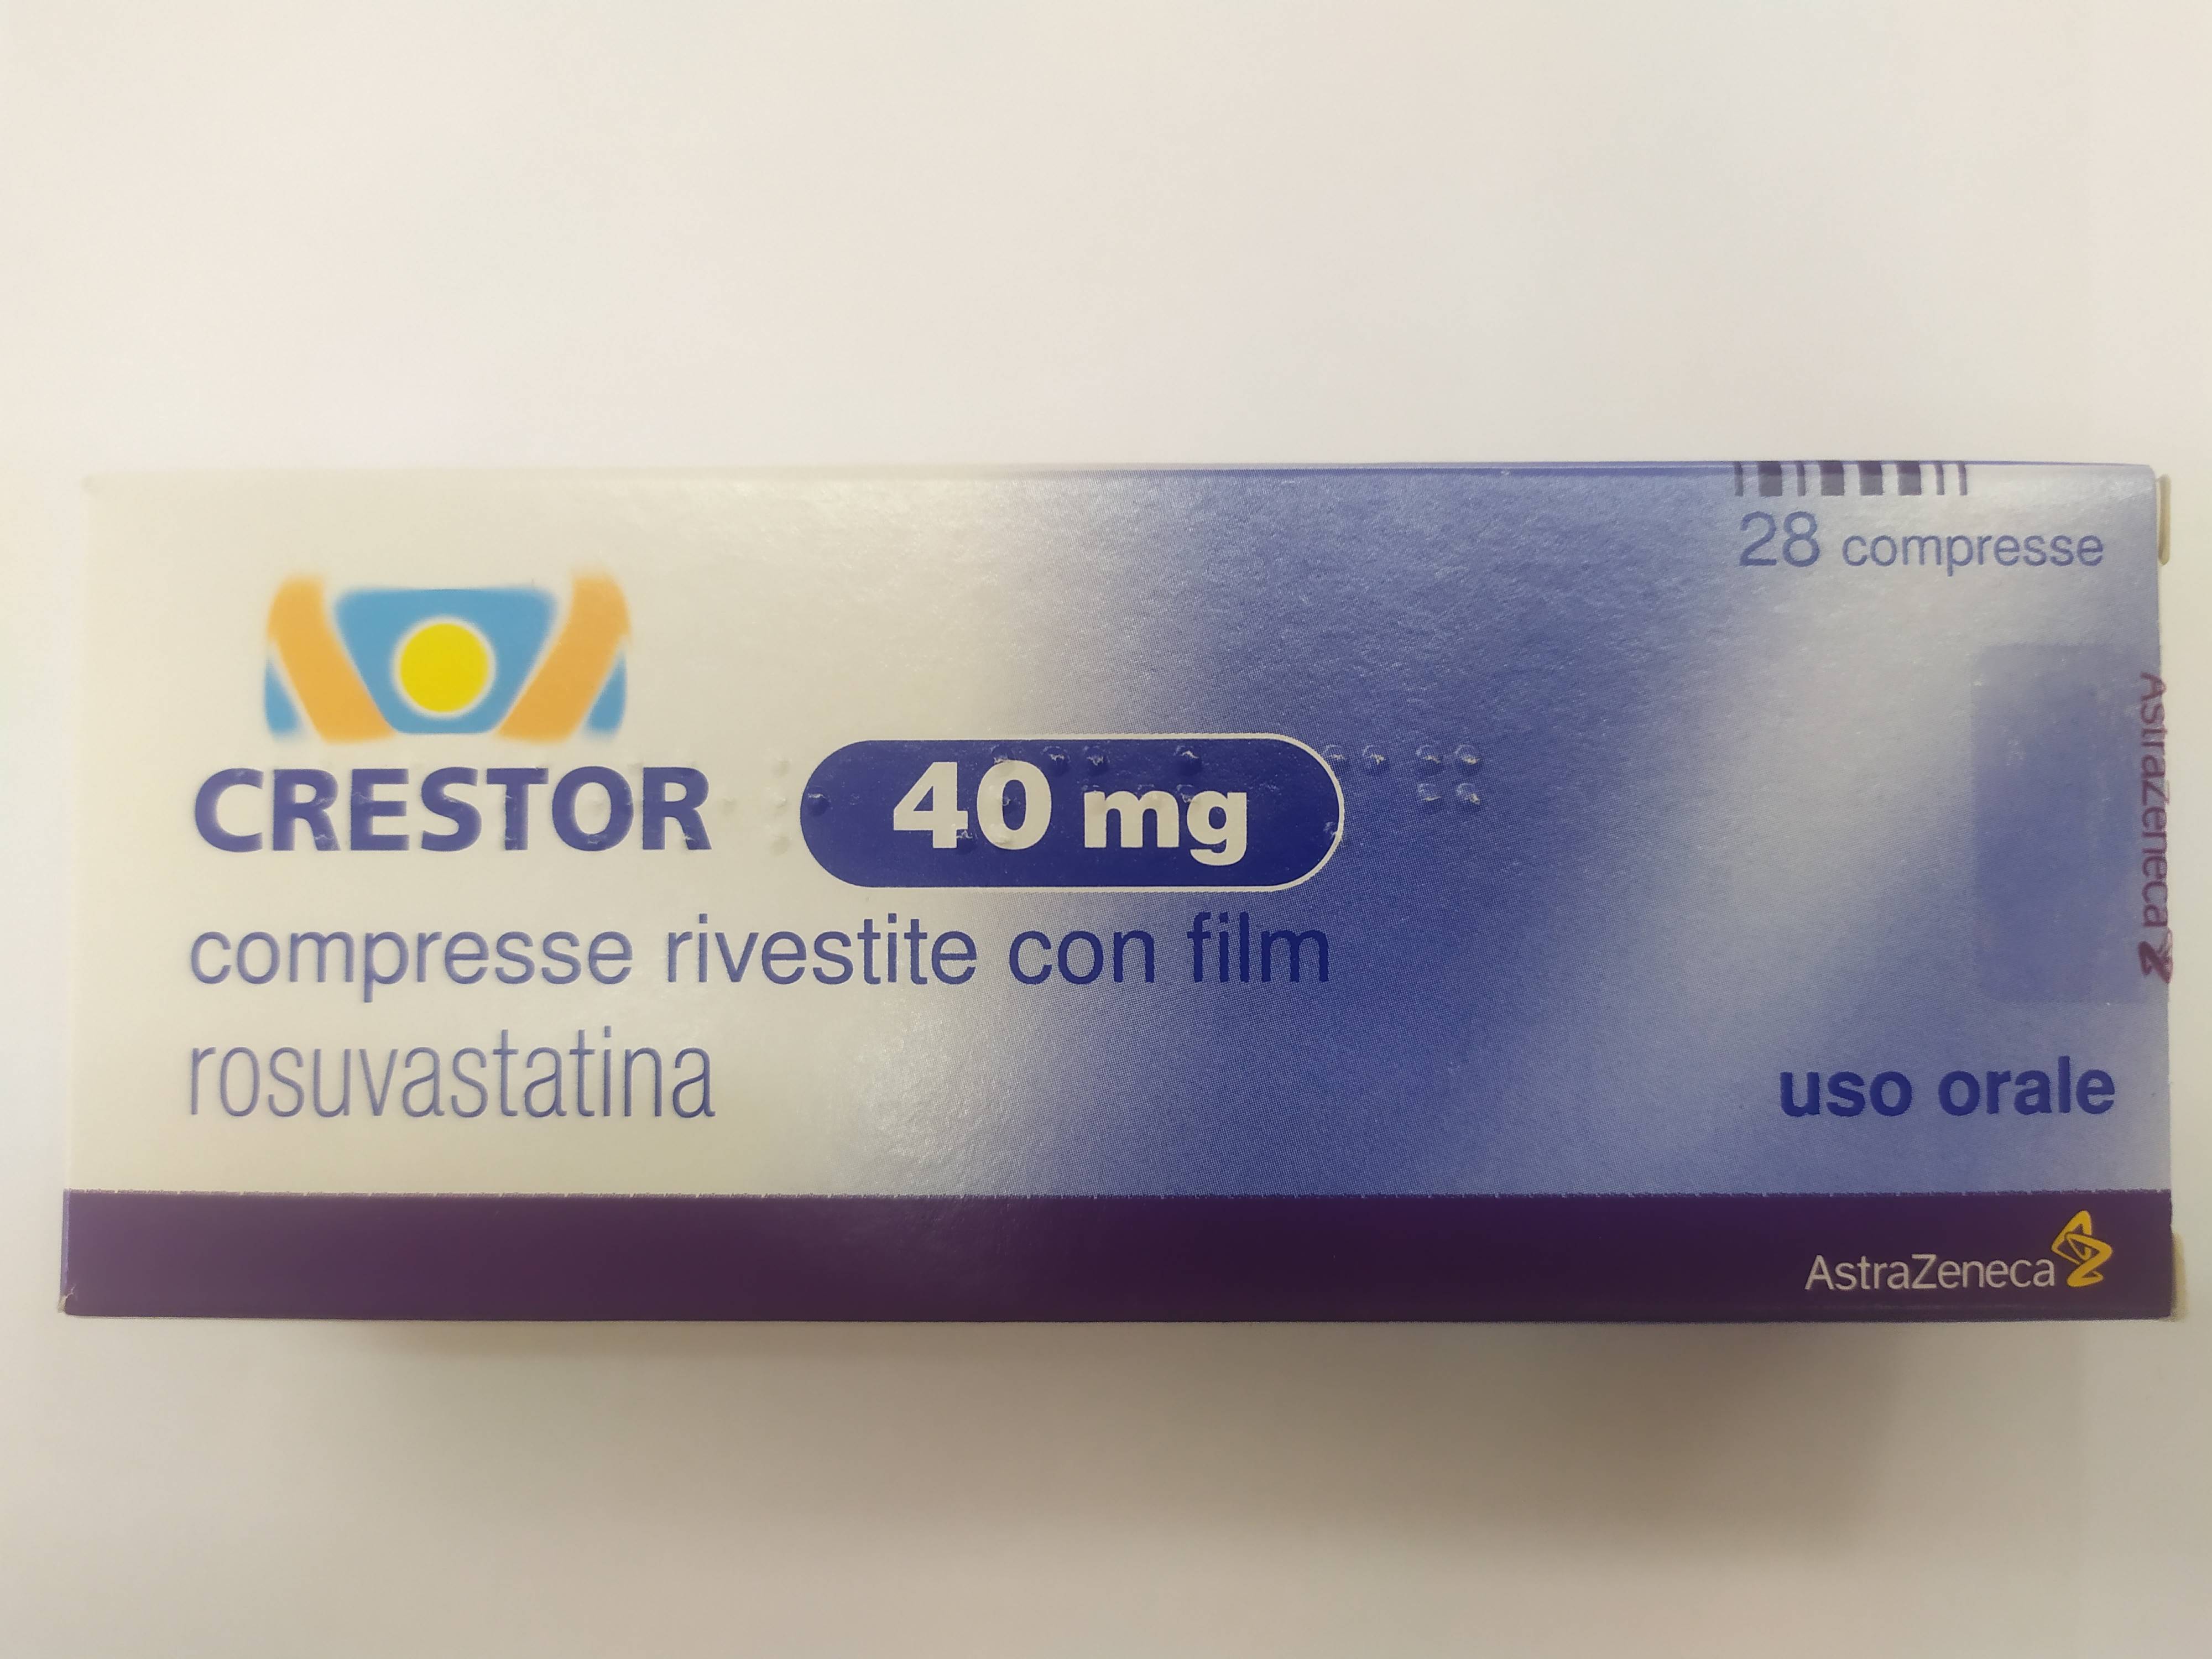 28 compresse
CRESTOR 40 mg
compresse rivestite con film
rosuvastatina
uso orale
AstraZeneca
AstraZeneca